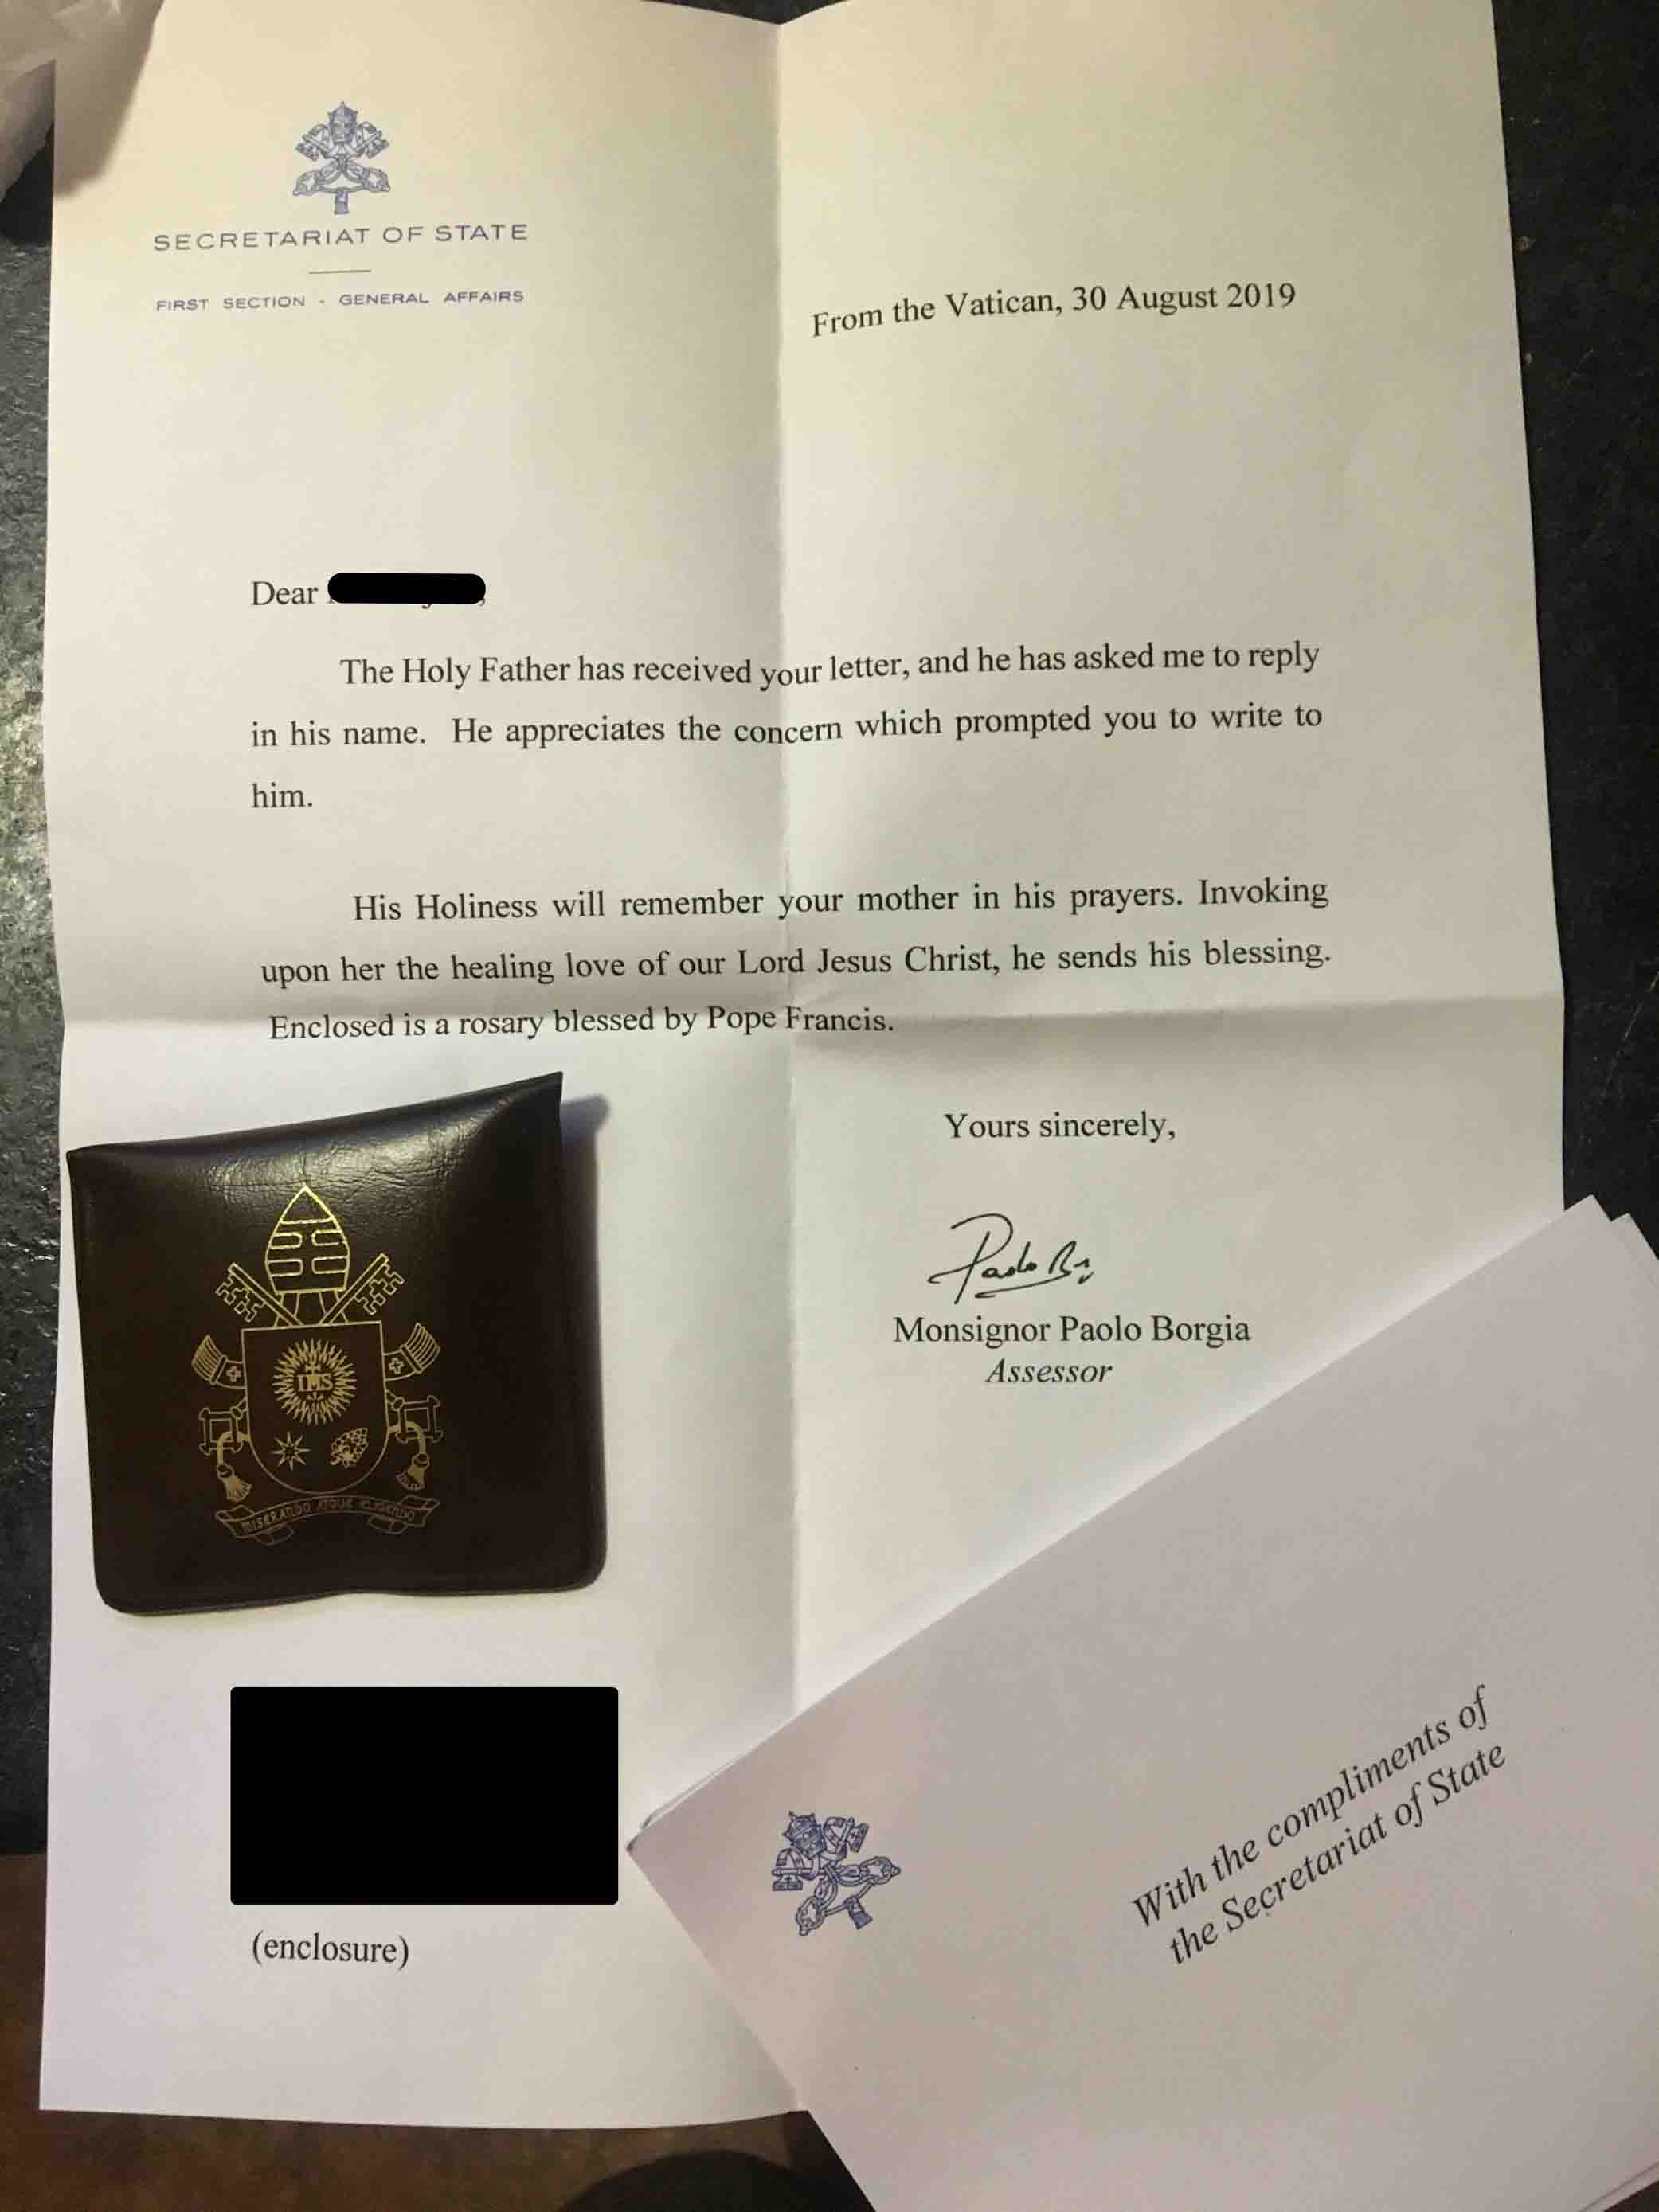 SECRETARIAT OF STATE
FIRST SECTION - GENERAL AFFAIRS
From the Vatican, 30 August 2019
Dear
The Holy Father has received your letter, and he has asked me to reply
in his name. He appreciates the concern which prompted you to write to
him.
His Holiness will remember your mother in his prayers. Invoking
upon her the healing love of our Lord Jesus Christ, he sends his blessing.
Enclosed is a rosary blessed by Pope Francis.
Yours sincerely,
Paolo
Monsignor Paolo Borgia
Assessor
IHS
MISERANDO ATQUE ELIGENDO
(enclosure)
With the compliments of
the Secretariat of State